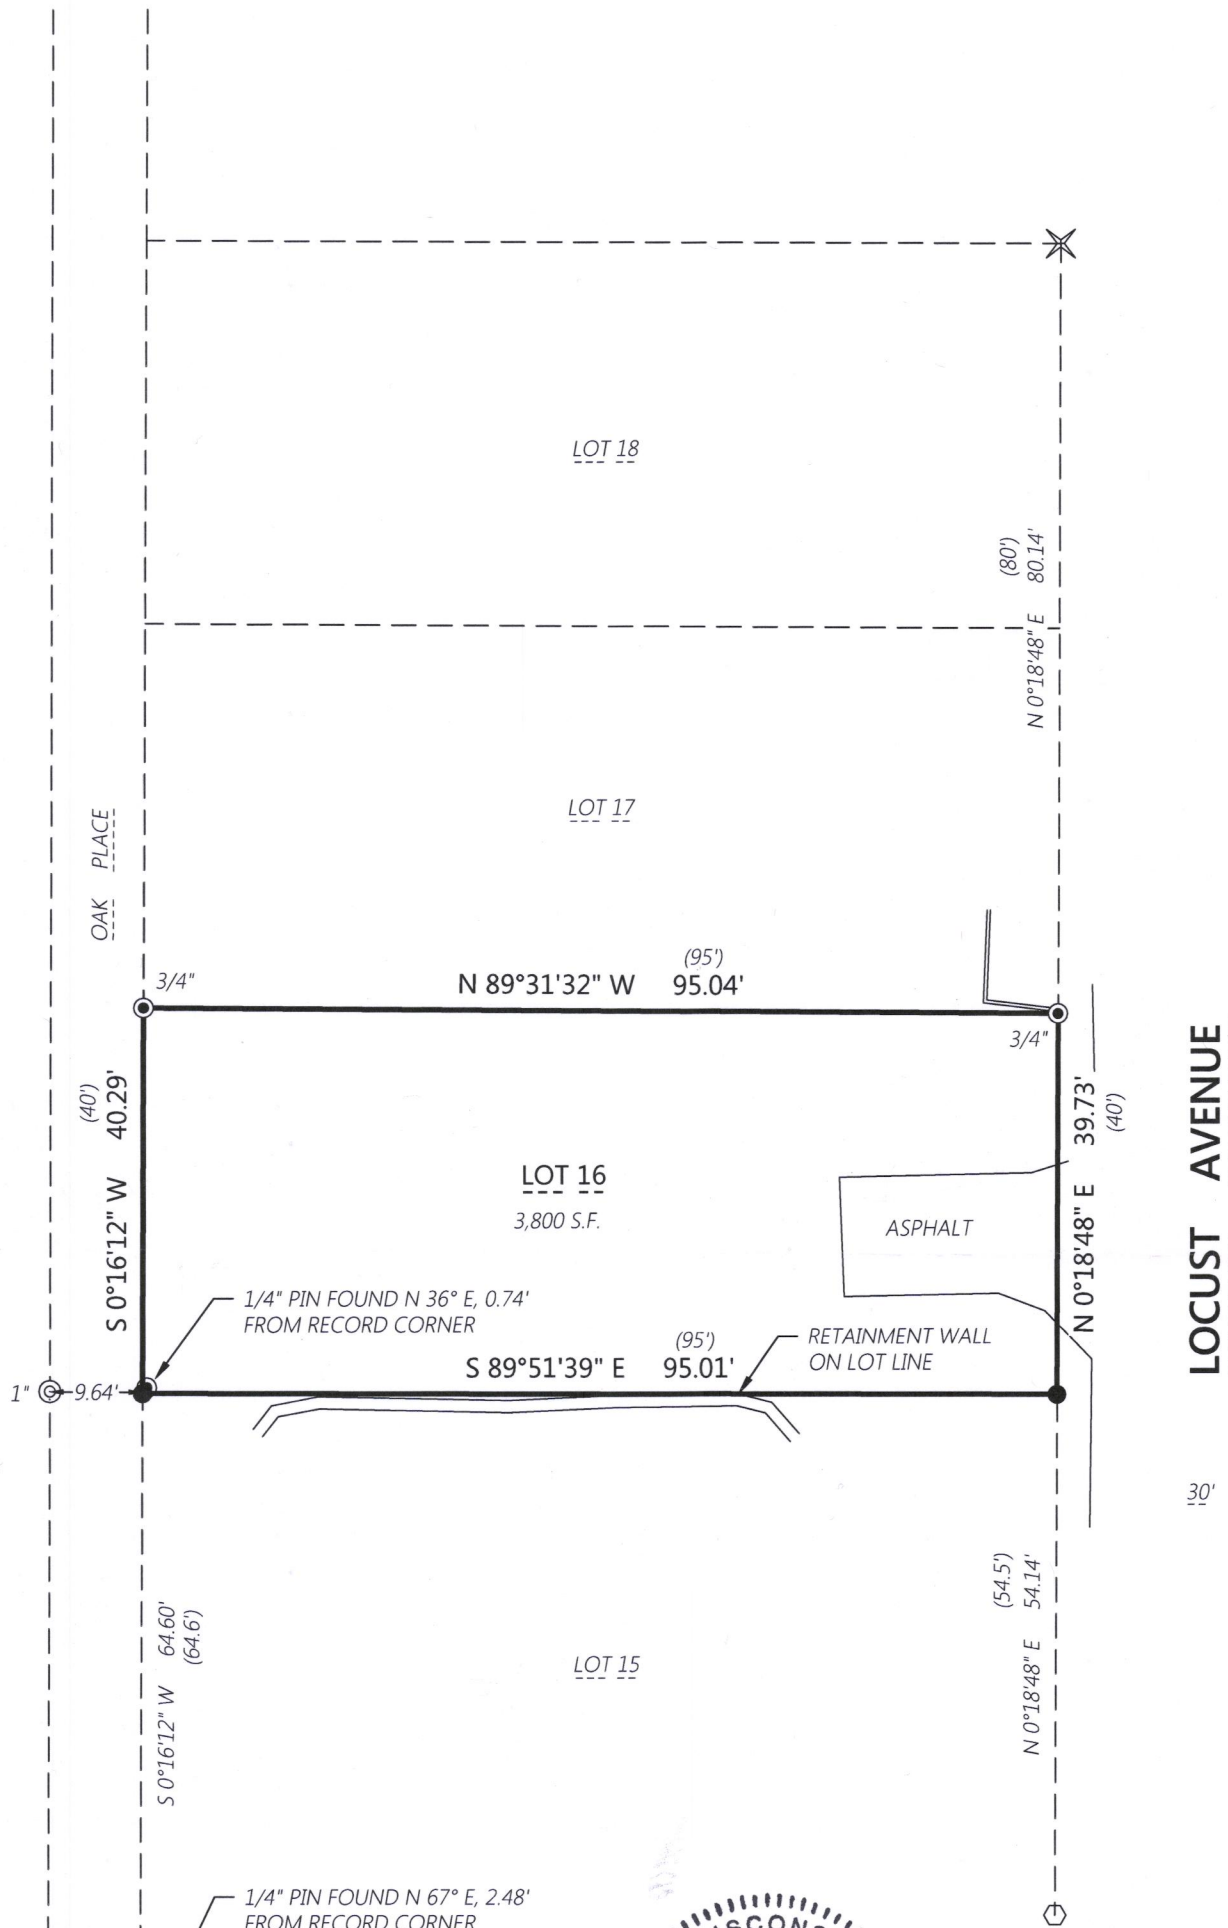 LOT 18
(80')
N 0°18'48" E 80.14'
LOT 17
OAK PLACE
3/4"
(95')
N 89°31'32" W 95.04'
3/4"
(40')
S 0°16'12" W 40.29'
LOT 16
3,800 S.F.
ASPHALT
N 0°18'48" E 39.73'
(40')
LOCUST AVENUE
1/4" PIN FOUND N 36° E, 0.74'
FROM RECORD CORNER
(95')
S 89°51'39" E 95.01'
RETAINMENT WALL
ON LOT LINE
1" 9.64'
30'
S 0°16'12" W 64.60'
(64.6')
LOT 15
(54.5')
N 0°18'48" E 54.14'
1/4" PIN FOUND N 67° E, 2.48'
FROM RECORD CORNER